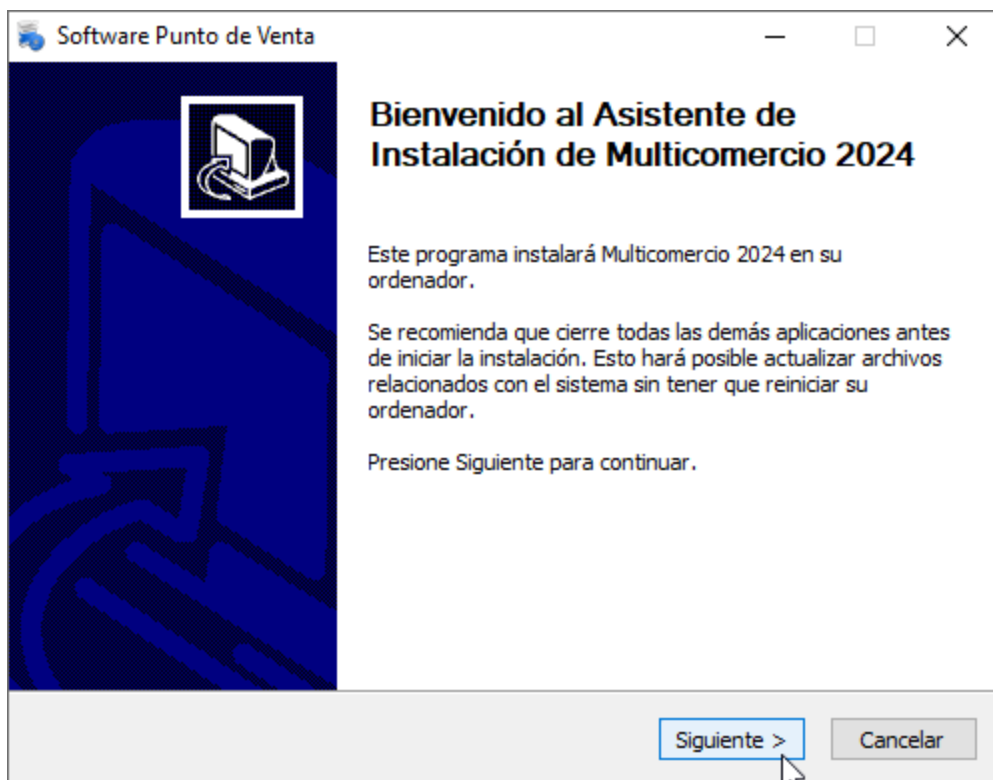 Software Punto de Venta
Bienvenido al Asistente de
Instalación de Multicomercio 2024
Este programa instalará Multicomercio 2024 en su
ordenador.
Se recomienda que cierre todas las demás aplicaciones antes
de iniciar la instalación. Esto hará posible actualizar archivos
relacionados con el sistema sin tener que reiniciar su
ordenador.
Presione Siguiente para continuar.
Siguiente >
Cancelar